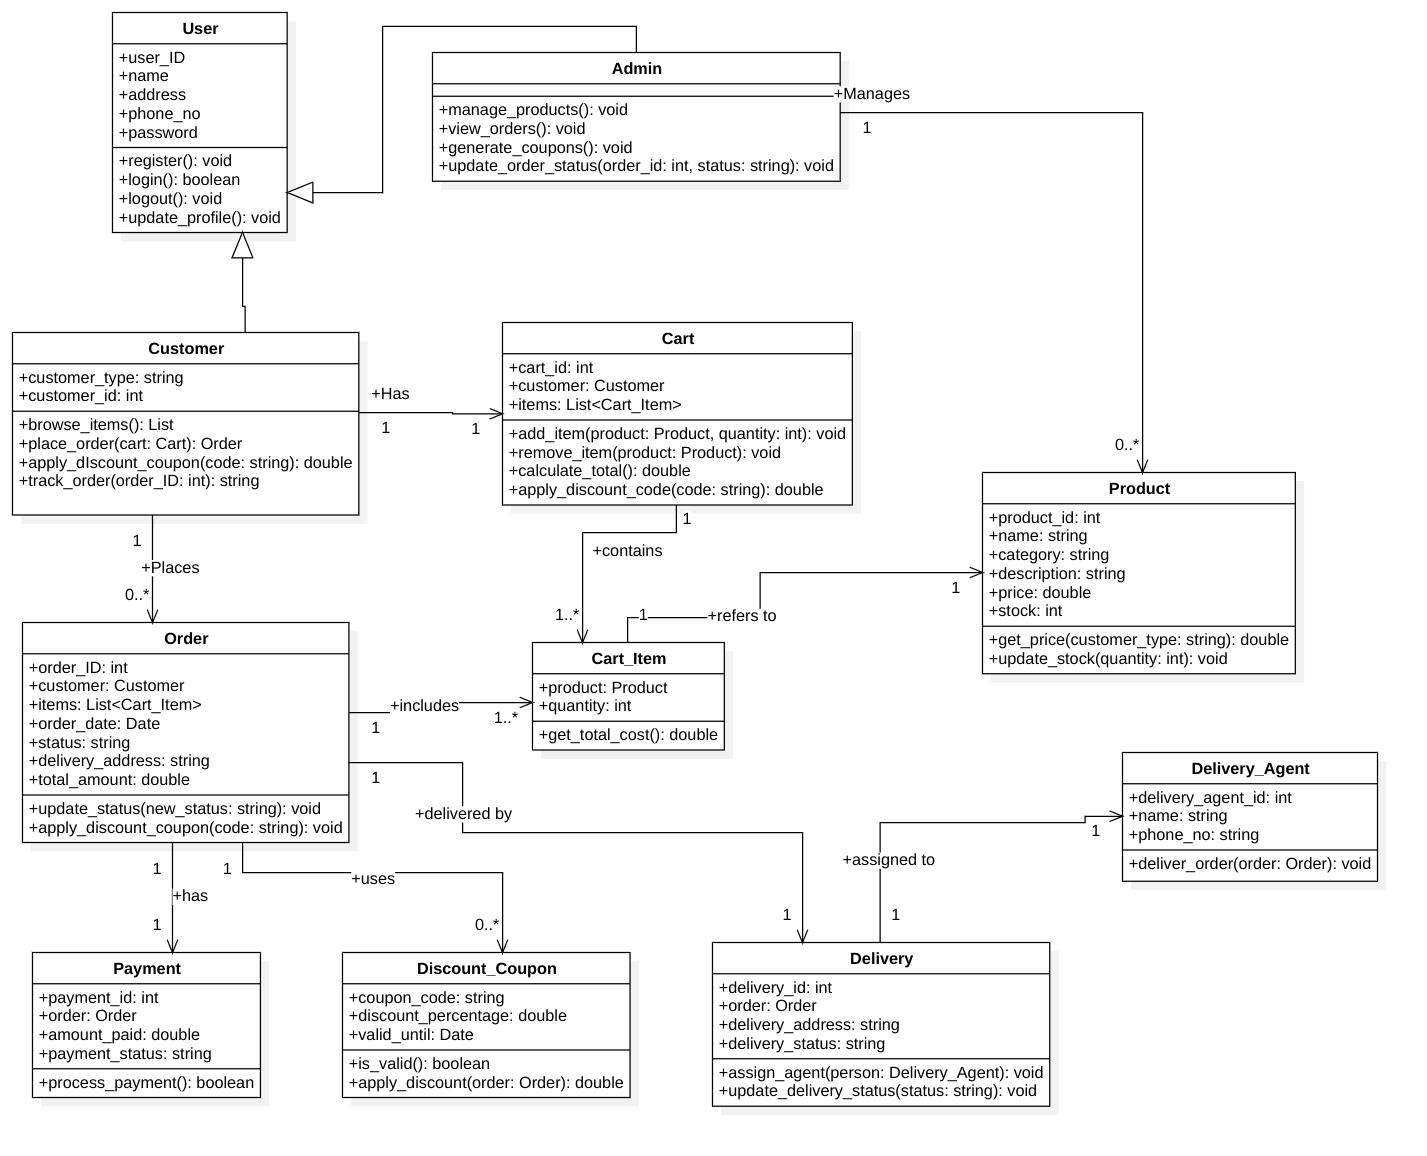 User
+user_ID
+name
+address
+phone_no
+password
+register(): void
+login(): boolean
+logout(): void
+update_profile(): void
Admin
+manage_products(): void
+view_orders(): void
+generate_coupons(): void
+update_order_status(order_id: int, status: string): void
+Manages
1
0..*
Customer
+customer_type: string
+customer_id: int
+browse_items(): List
+place_order(cart: Cart): Order
+apply_dIscount_coupon(code: string): double
+track_order(order_ID: int): string
+Has
1
1
Cart
+cart_id: int
+customer: Customer
+items: List<Cart_Item>
+add_item(product: Product, quantity: int): void
+remove_item(product: Product): void
+calculate_total(): double
+apply_discount_code(code: string): double
1
+contains
1..*
Product
+product_id: int
+name: string
+category: string
+description: string
+price: double
+stock: int
+get_price(customer_type: string): double
+update_stock(quantity: int): void
1
+Places
0..*
1
+refers to
1
Order
+order_ID: int
+customer: Customer
+items: List<Cart_Item>
+order_date: Date
+status: string
+delivery_address: string
+total_amount: double
+update_status(new_status: string): void
+apply_discount_coupon(code: string): void
+includes
1
1..*
Cart_Item
+product: Product
+quantity: int
+get_total_cost(): double
1
+delivered by
1
Delivery_Agent
+delivery_agent_id: int
+name: string
+phone_no: string
+deliver_order(order: Order): void
1
+assigned to
1
1
+has
1
1
+uses
0..*
Payment
+payment_id: int
+order: Order
+amount_paid: double
+payment_status: string
+process_payment(): boolean
Discount_Coupon
+coupon_code: string
+discount_percentage: double
+valid_until: Date
+is_valid(): boolean
+apply_discount(order: Order): double
Delivery
+delivery_id: int
+order: Order
+delivery_address: string
+delivery_status: string
+assign_agent(person: Delivery_Agent): void
+update_delivery_status(status: string): void